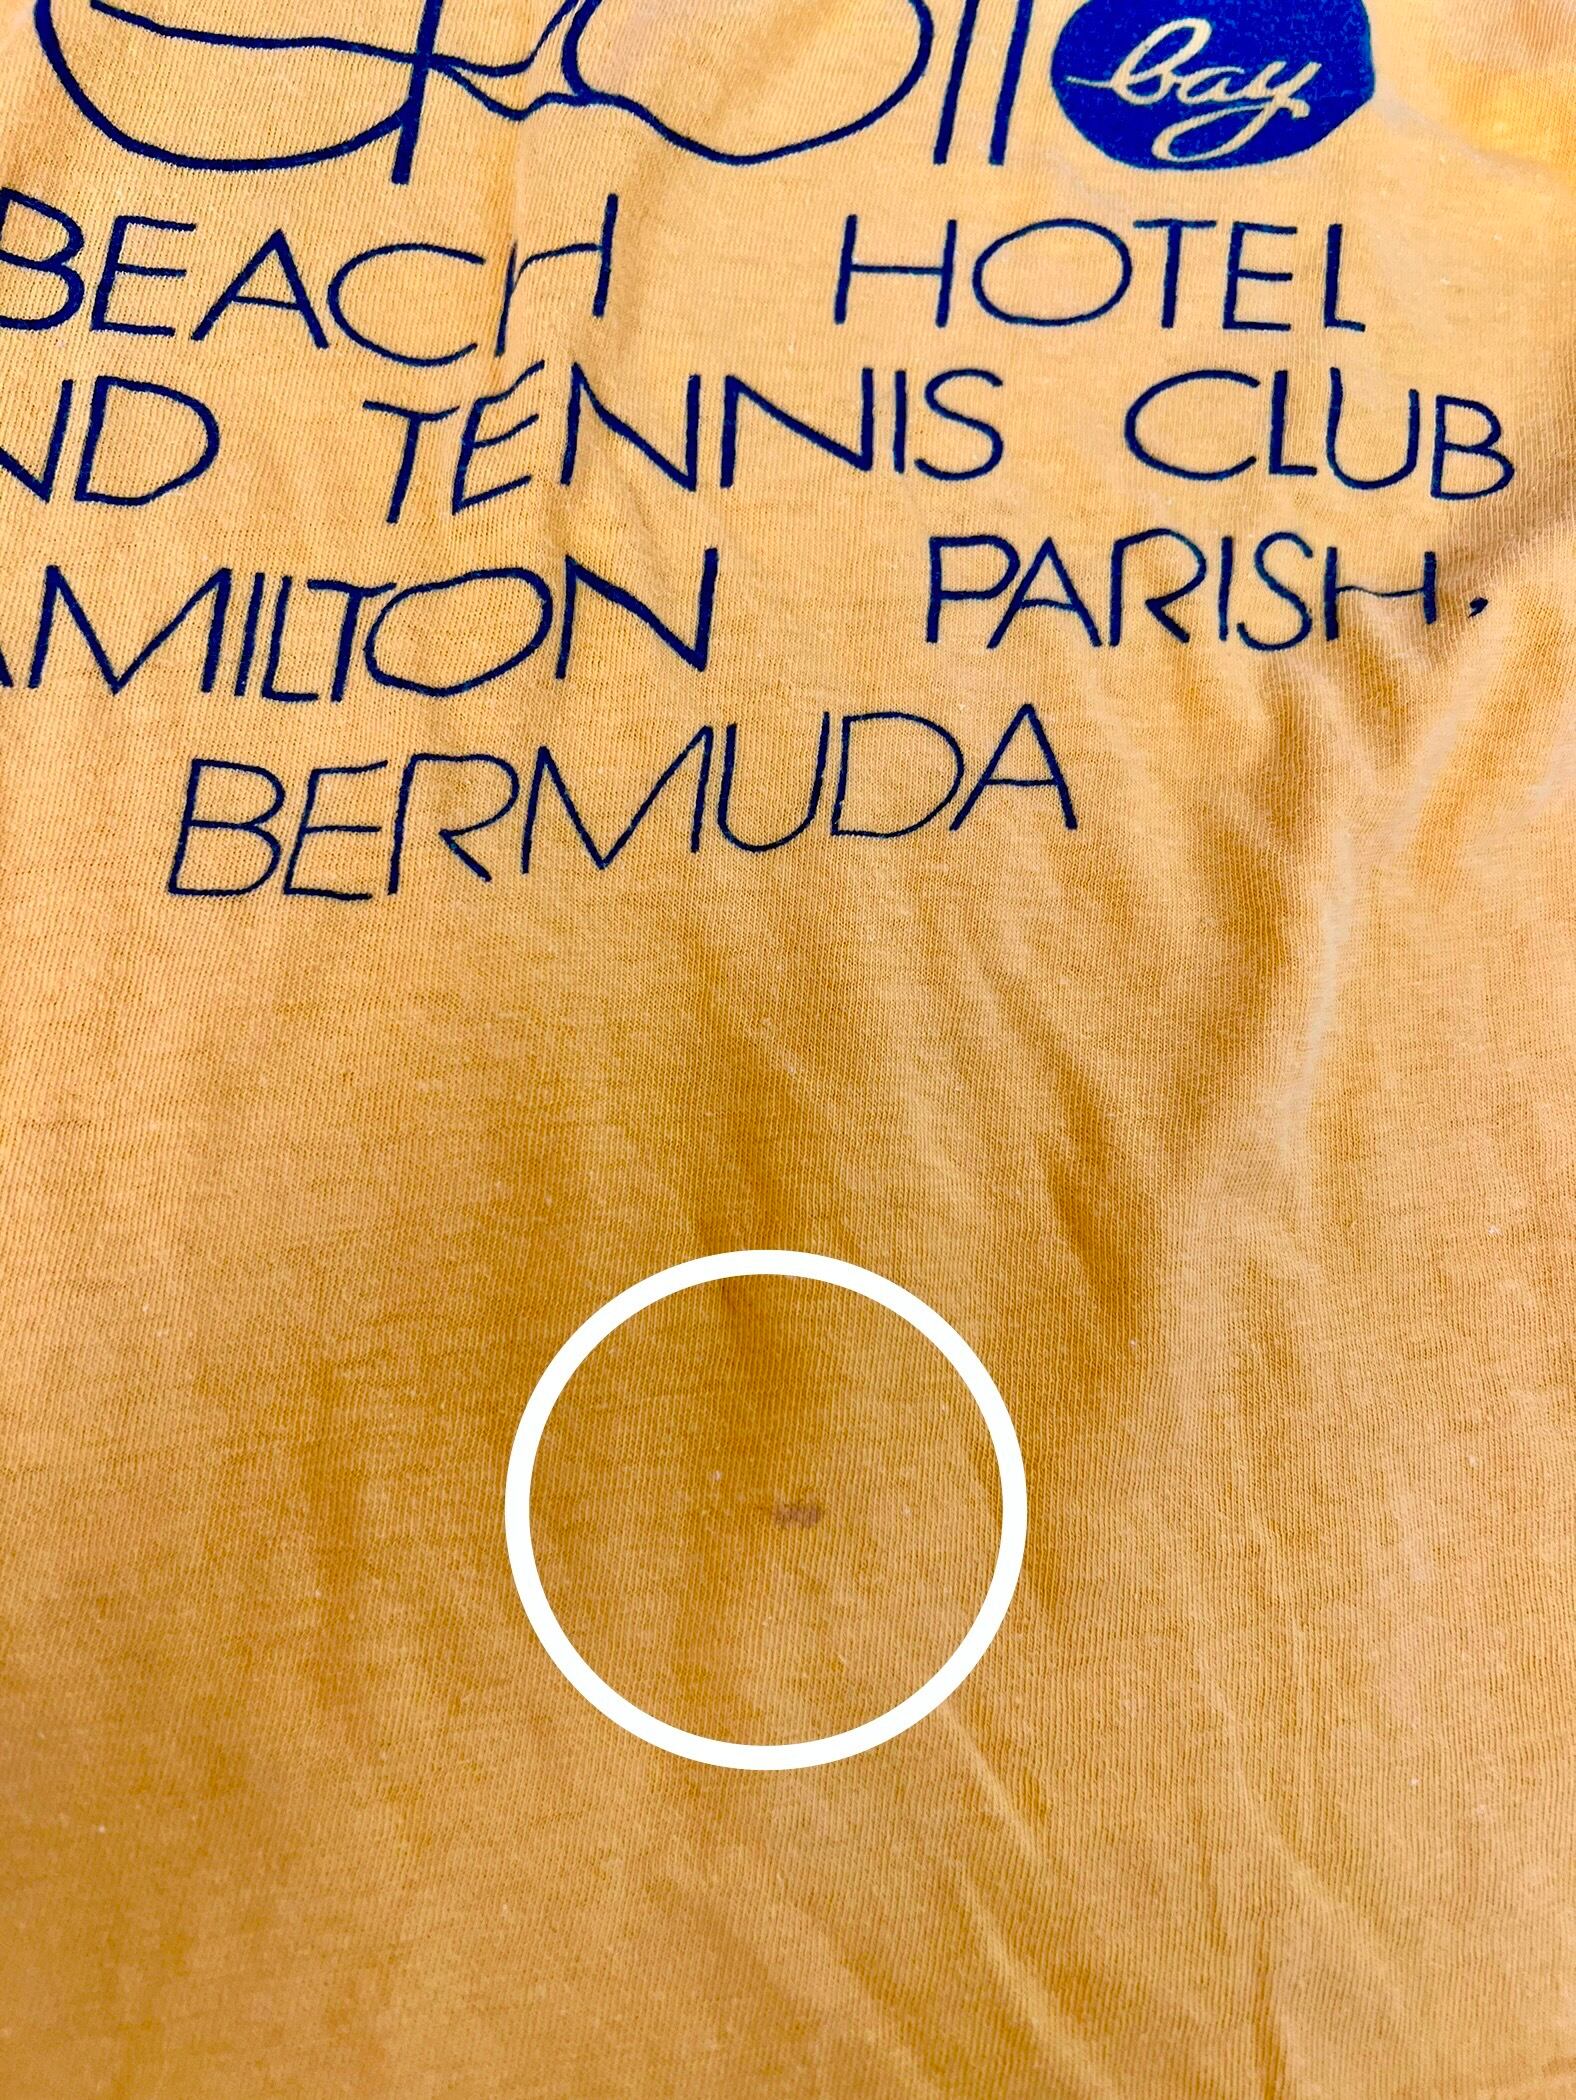 bay
BEACH HOTEL
ND TENNIS CLUB
AMILTON PARISH,
BERMUDA